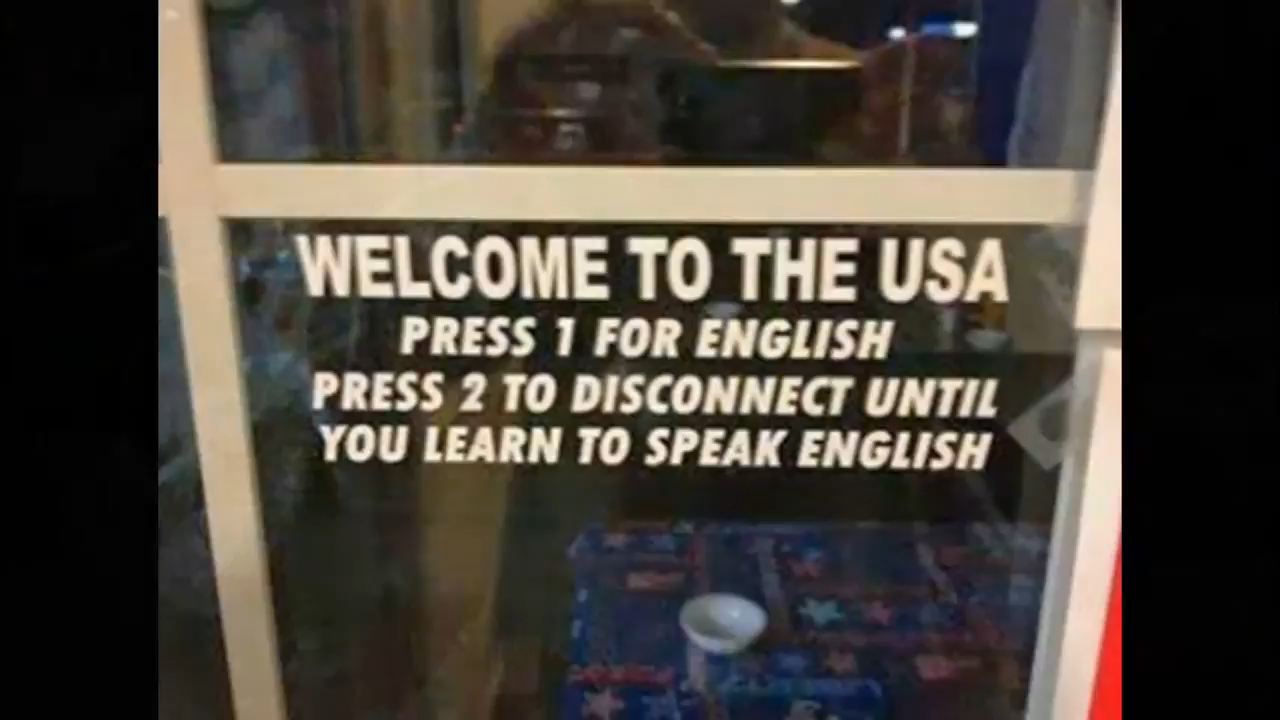 WELCOME TO THE USA
PRESS 1 FOR ENGLISH
PRESS 2 TO DISCONNECT UNTIL
YOU LEARN TO SPEAK ENGLISH